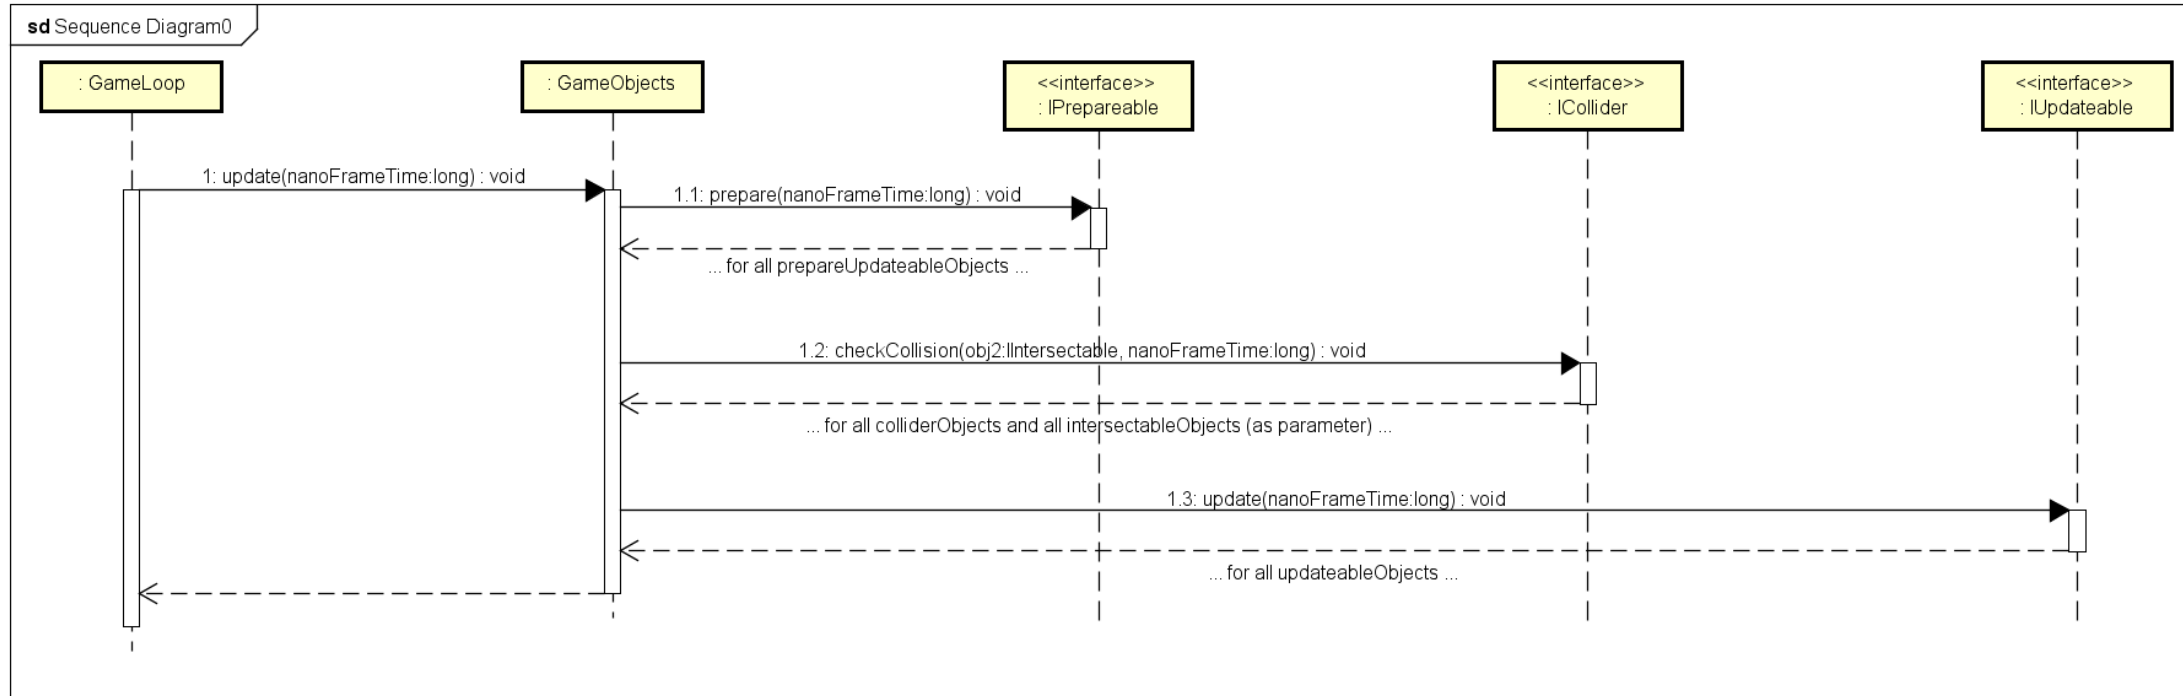 sd Sequence Diagram0
: GameLoop
: GameObjects
<<interface>>
: IPrepareable
<<interface>>
: ICollider
<<interface>>
: IUpdateable
1: update(nanoFrameTime:long) : void
1.1: prepare(nanoFrameTime:long) : void
... for all prepareUpdateableObjects ...
1.2: checkCollision(obj2:IIntersectable, nanoFrameTime:long) : void
... for all colliderObjects and all intersectableObjects (as parameter) ...
1.3: update(nanoFrameTime:long) : void
... for all updateableObjects ...